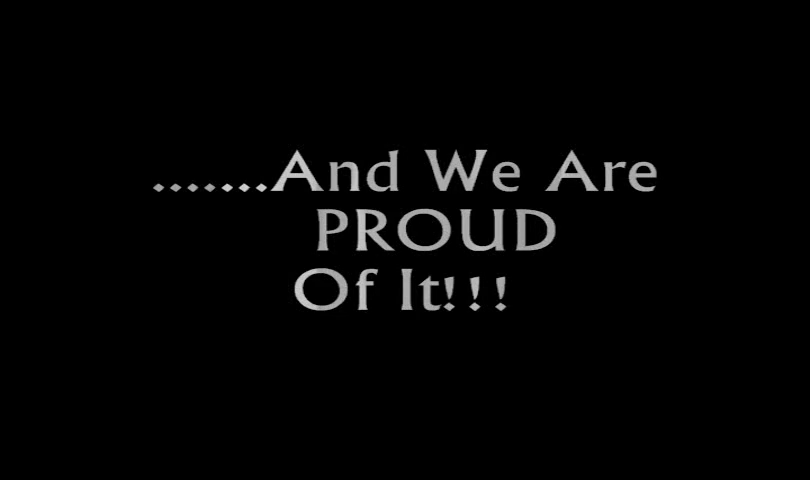 .......And We Are
PROUD
Of It!!!